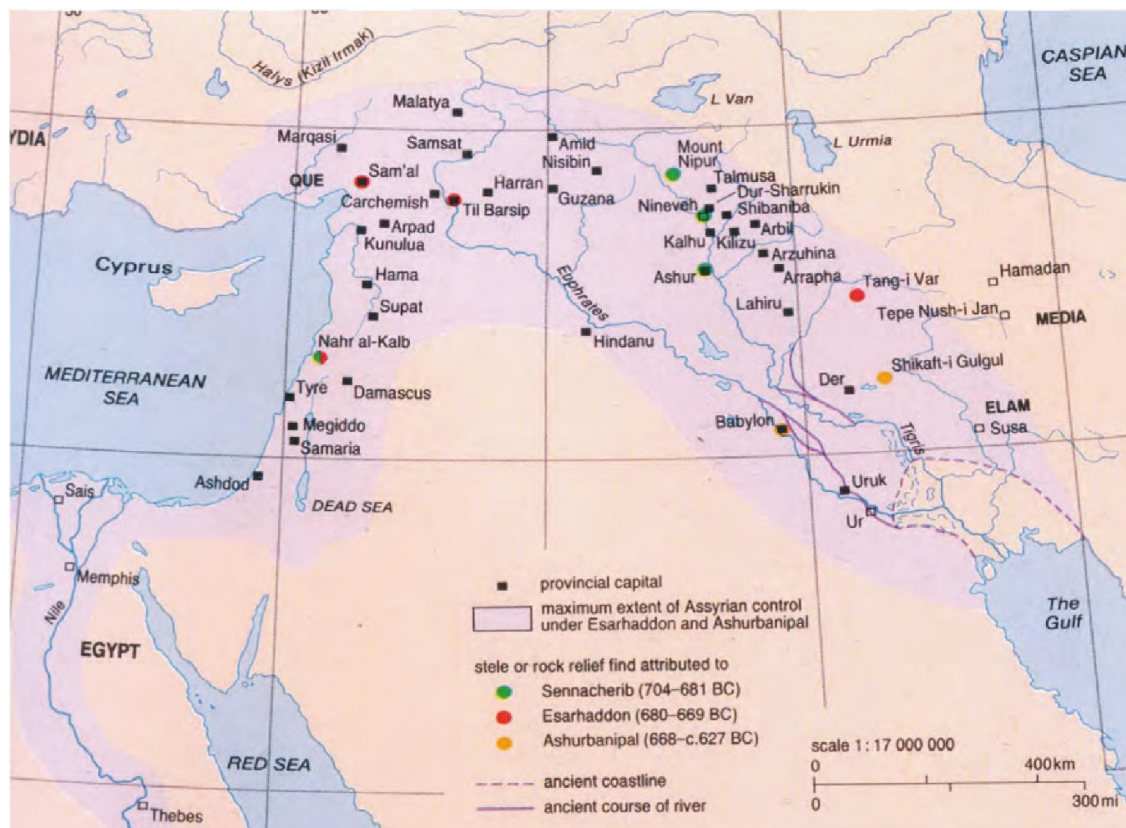 30
CASPIAN
SEA
Halys (Kizil Irmak)
L Van
Malatya
YDIA
Marqasi
Samsat
Amid
Nisibin
Mount
Nipur
L Urmia
Talmusa
QUE
Sam'al
Harran
Dur-Sharrukin
Carchemish
Til Barsip
Guzana
Nineveh
Shibaniba
Arpad
Kunulua
Kalhu
Kilizu
Arbil
Cyprus
Arzuhina
Hama
Ashur
Arrapha
Tang-i Var
Hamadan
Euphrates
Supat
Lahiru
Tepe Nush-i Jan
MEDIA
Hindanu
Nahr al-Kalb
Shikaft-i Gulgul
MEDITERRANEAN
SEA
Tyre
Damascus
Der
ELAM
Megiddo
Babylon
Tigris
Susa
Samaria
Ashdod
Uruk
Sais
DEAD SEA
Ur
Memphis
Nile
EGYPT
The
Gulf
RED SEA
Thebes
provincial capital
maximum extent of Assyrian control
under Esarhaddon and Ashurbanipal
stele or rock relief find attributed to
Sennacherib (704–681 BC)
Esarhaddon (680–669 BC)
Ashurbanipal (668–c.627 BC)
ancient coastline
ancient course of river
scale 1 : 17 000 000
0 400km
0 300mi